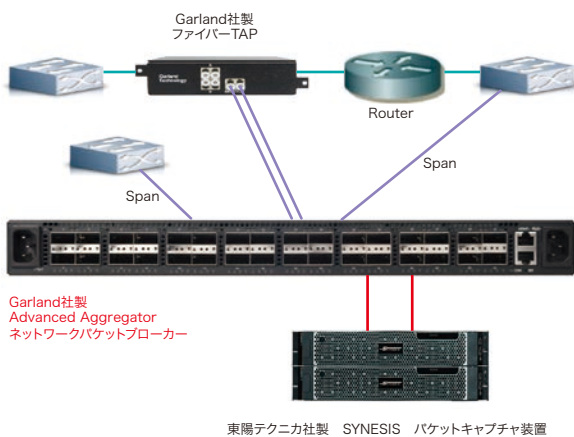 Garland社製
ファイバーTAP
Garland
Technology
Router
Span
Span
Garland社製
Advanced Aggregator
ネットワークパケットブローカー
東陽テクニカ社製 SYNESIS パケットキャプチャ装置